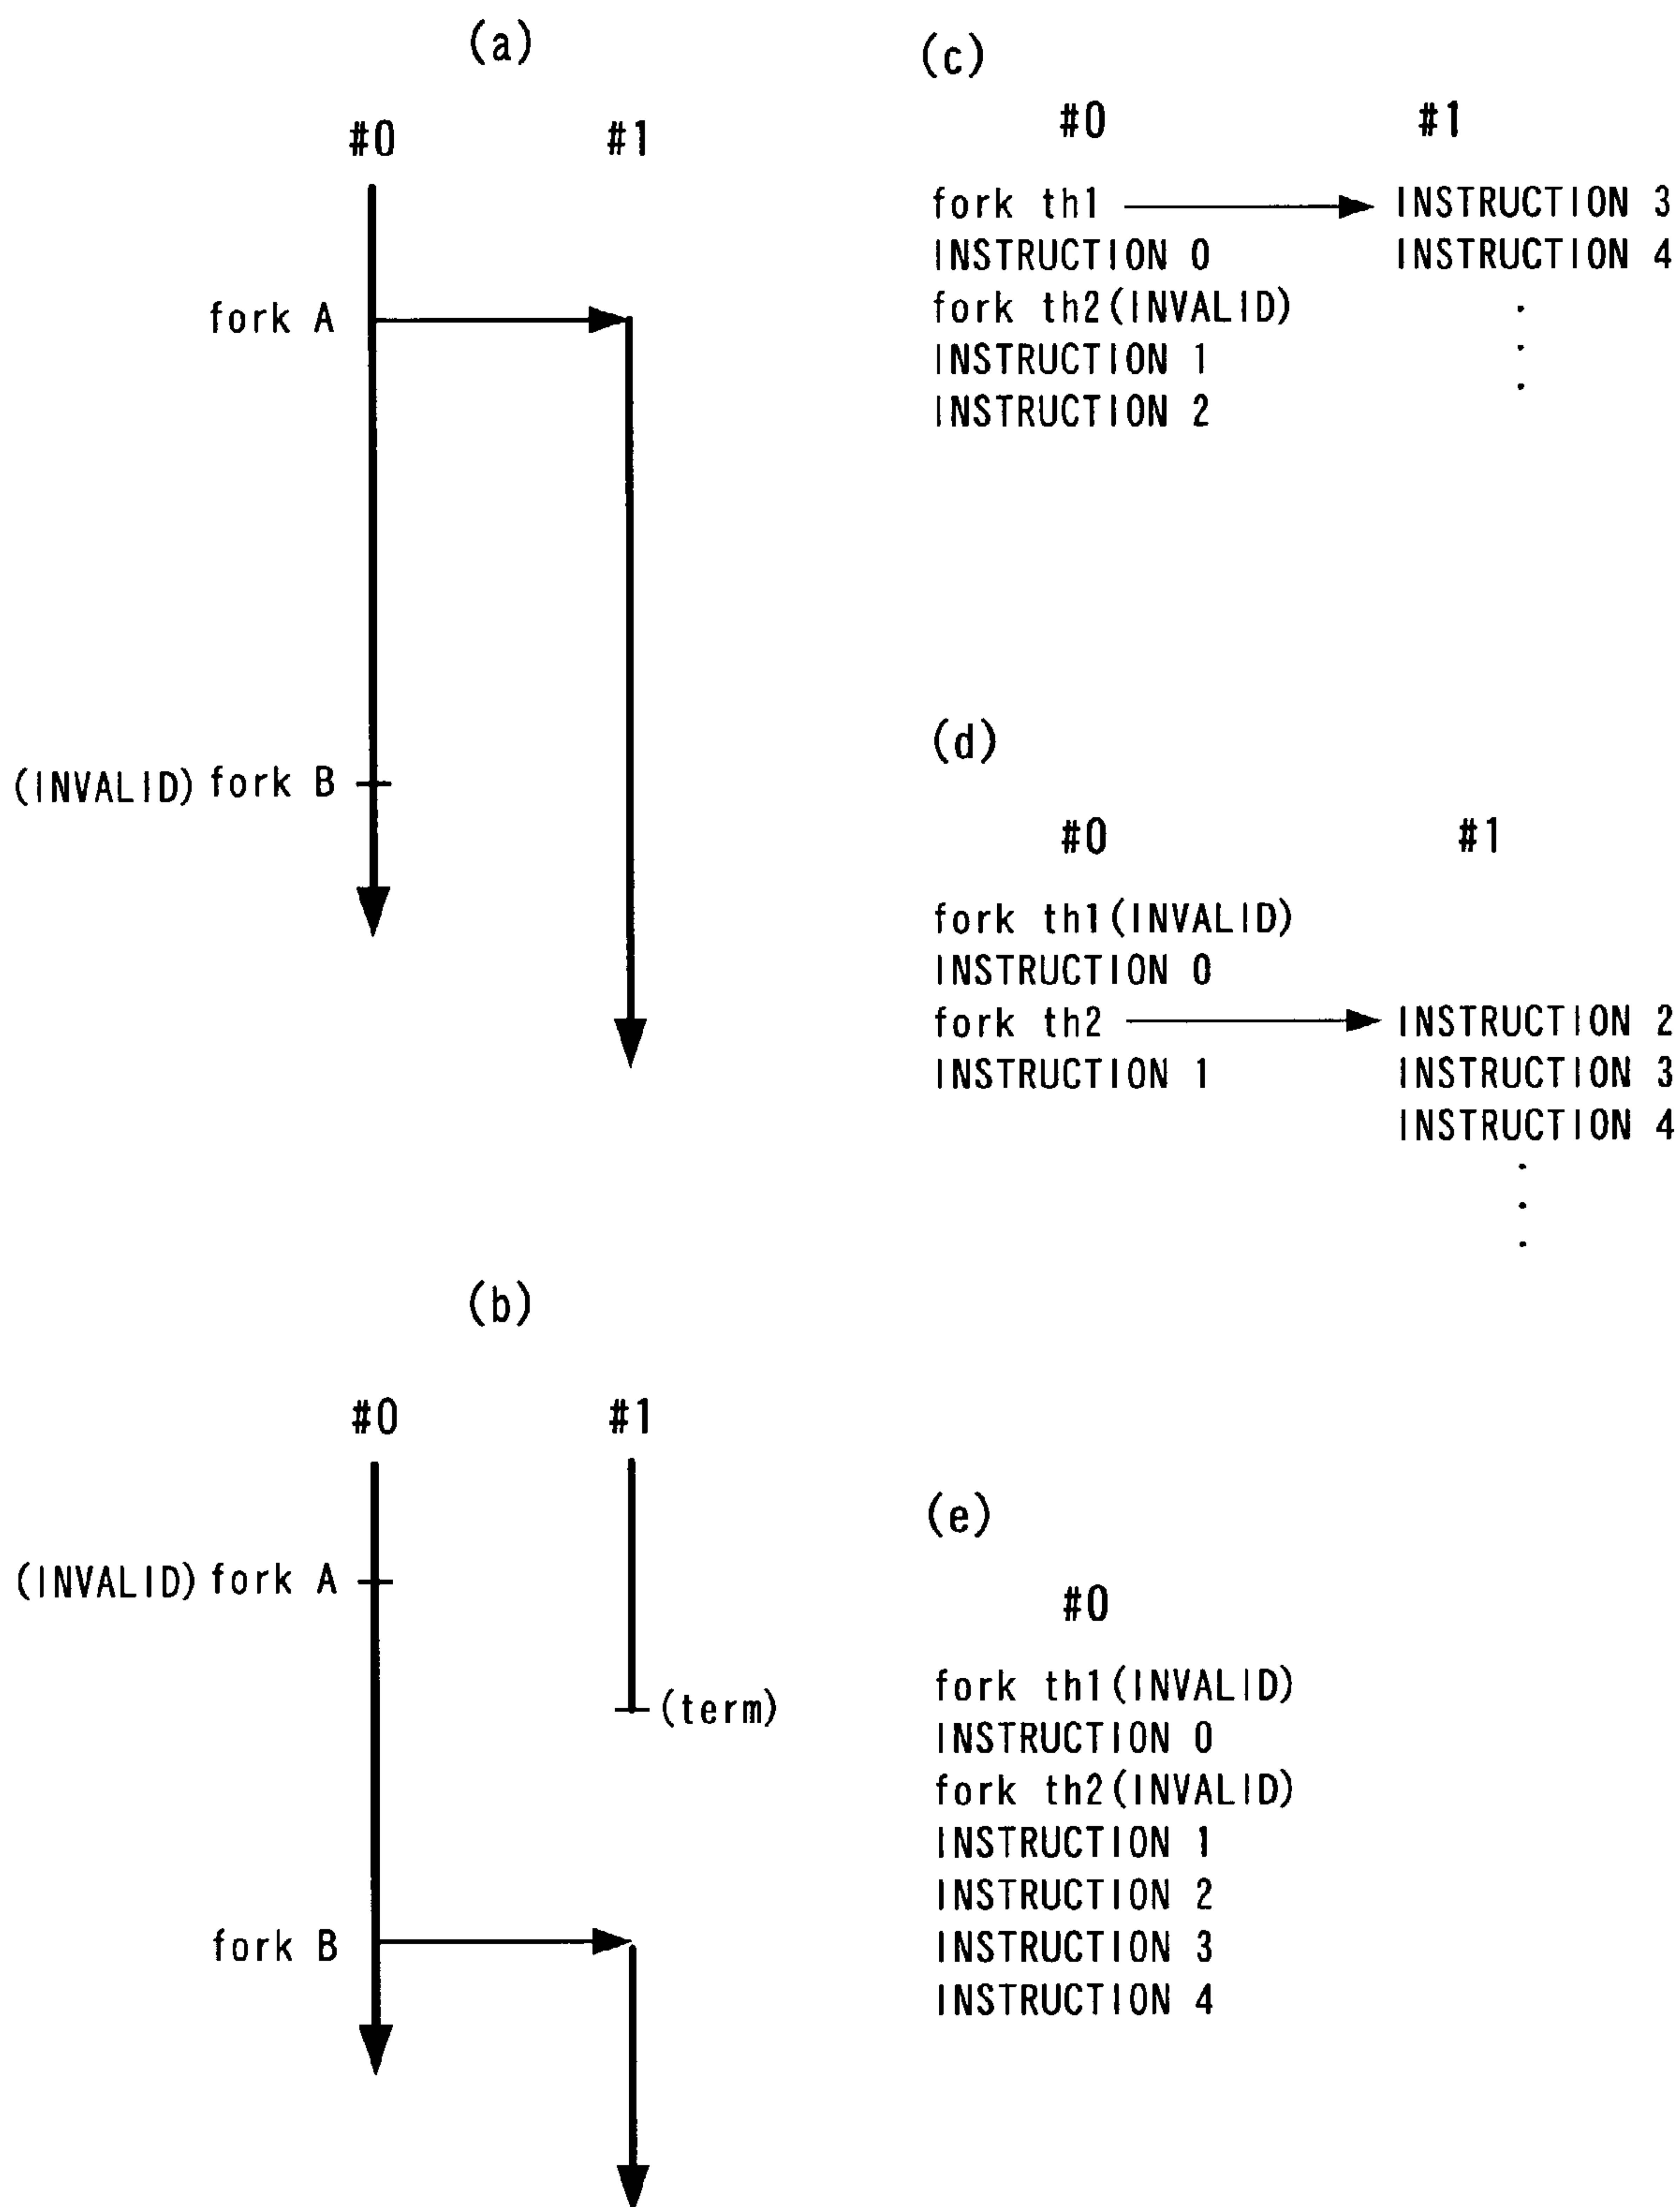 (a)
#0 #1
fork A
(INVALID) fork B
(b)
#0 #1
(INVALID) fork A
(term)
fork B
(c)
#0 #1
fork th1 INSTRUCTION 3
INSTRUCTION 0 INSTRUCTION 4
fork th2(INVALID) .
INSTRUCTION 1 .
INSTRUCTION 2 .
(d)
#0 #1
fork th1(INVALID)
INSTRUCTION 0
fork th2 INSTRUCTION 2
INSTRUCTION 1 INSTRUCTION 3
INSTRUCTION 4
.
.
.
(e)
#0
fork th1(INVALID)
INSTRUCTION 0
fork th2(INVALID)
INSTRUCTION 1
INSTRUCTION 2
INSTRUCTION 3
INSTRUCTION 4